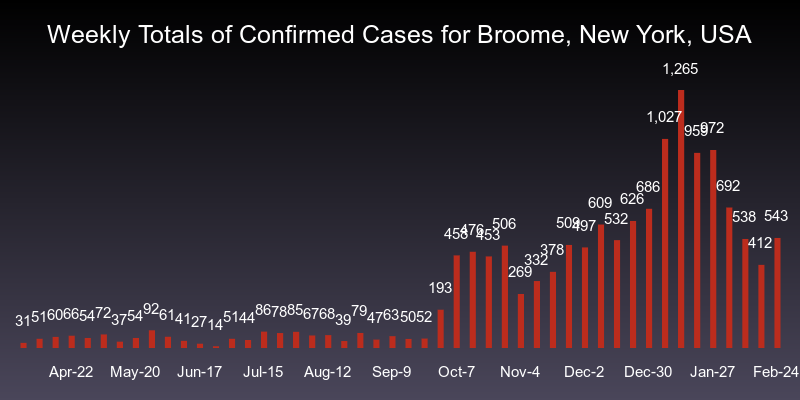 Weekly Totals of Confirmed Cases for Broome, New York, USA
31 51 60 66 54 72 37 54 92 61 41 27 14 51 44 86 78 85 67 68 39 79 47 63 50 52 193 458 476 453 506 269 332 378 509 497 609 532 626 686 1,027 1,265 959 972 692 538 412 543
Apr-22 May-20 Jun-17 Jul-15 Aug-12 Sep-9 Oct-7 Nov-4 Dec-2 Dec-30 Jan-27 Feb-24